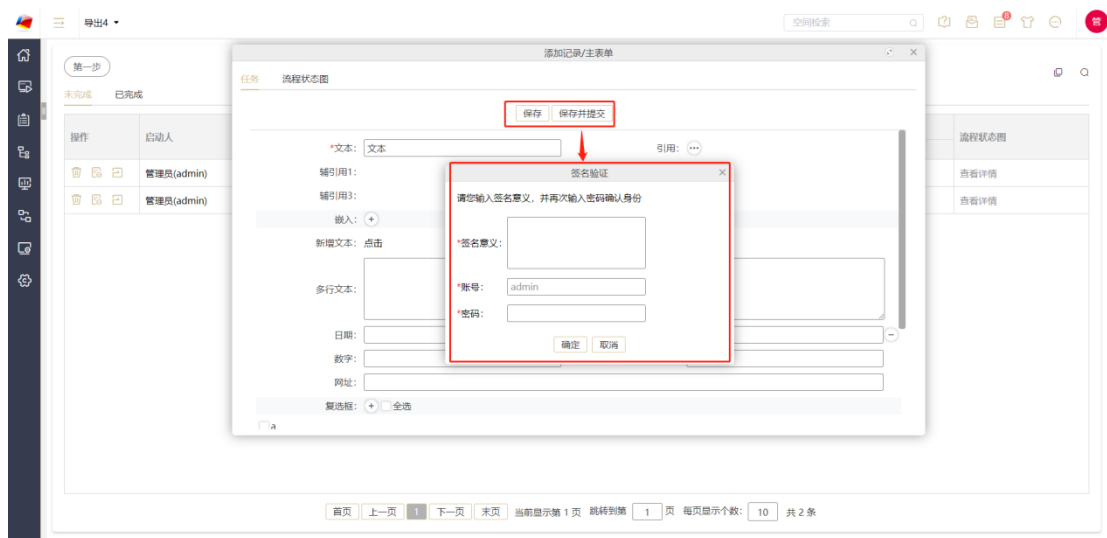 导出4
空间检索
8
管
第一步
未完成 已完成
操作 启动人 流程状态图
管理员(admin) 查看详情
管理员(admin) 查看详情
添加记录/主表单
任务 流程状态图
保存 保存并提交
*文本: 文本 引用:
辅引用1:
辅引用3:
嵌入:
新增文本: 点击
多行文本:
日期:
数字:
网址:
复选框: 全选
a
签名验证
请您输入签名意义，并再次输入密码确认身份
*签名意义:
*账号: admin
*密码:
确定 取消
首页 上一页 1 下一页 末页 当前显示第 1 页 跳转到第 1 页 每页显示个数: 10 共 2 条